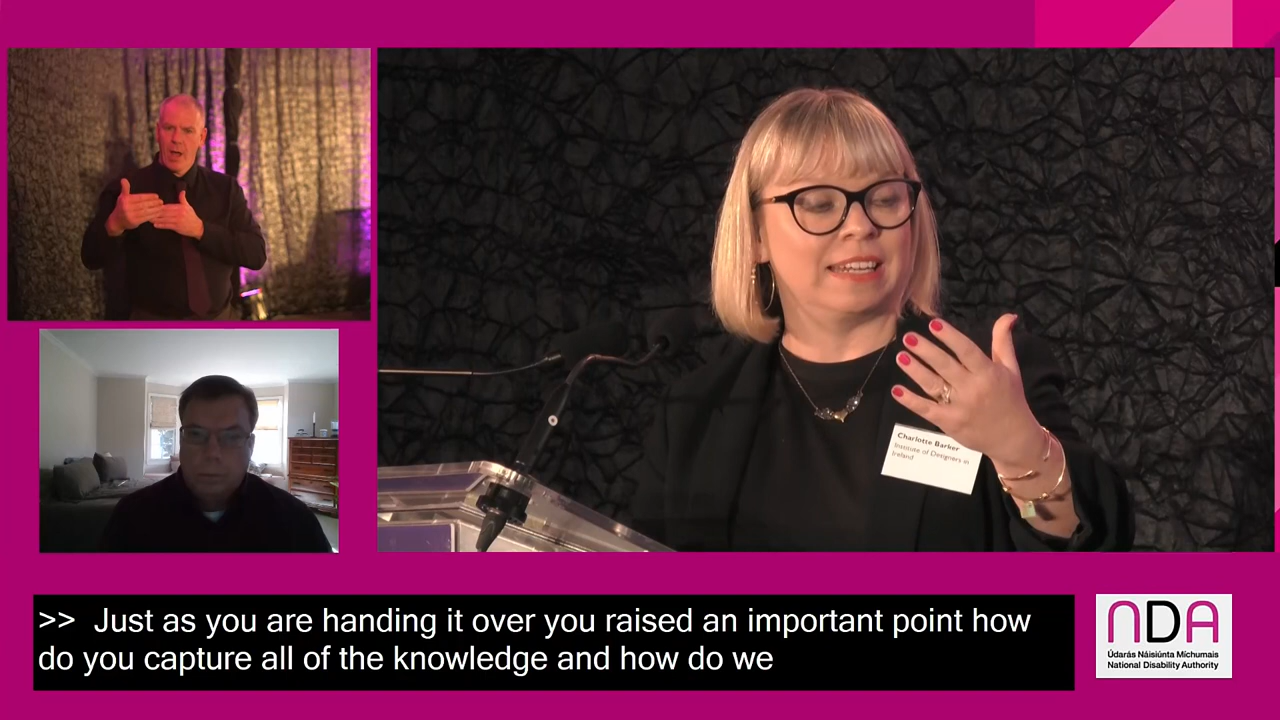 Charlotte Barker
Institute of Designers in
Ireland
>> Just as you are handing it over you raised an important point how
do you capture all of the knowledge and how do we
NDA
Údarás Náisiúnta Míchumais
National Disability Authority